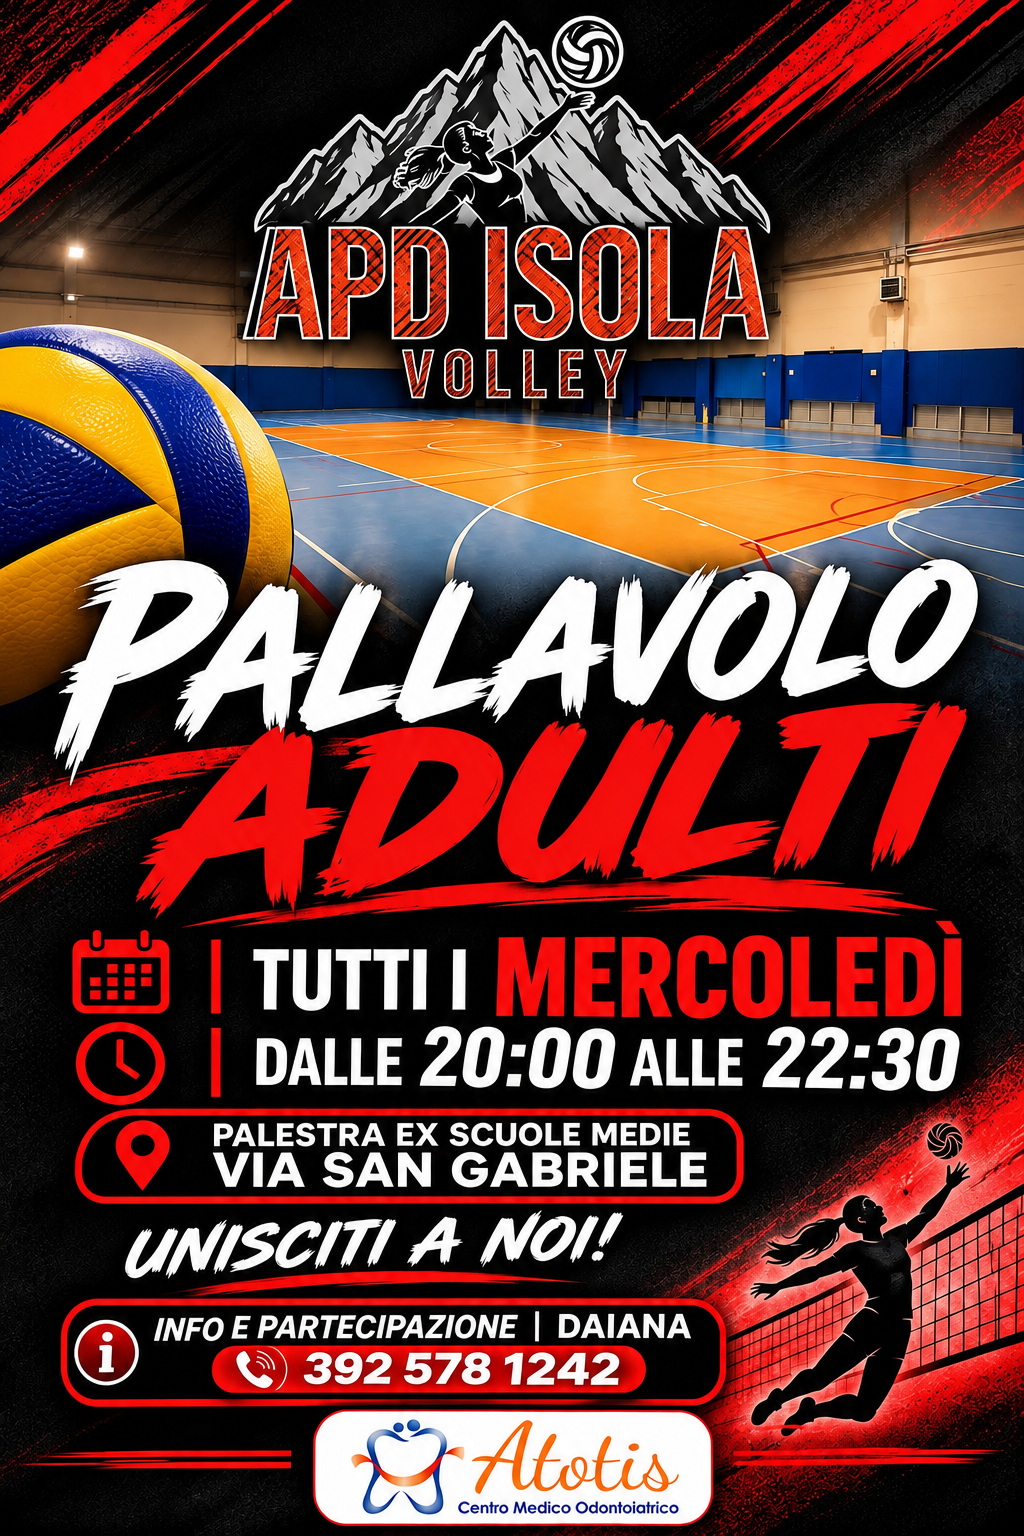 APD ISOLA
VOLLEY
PALLAVOLO
ADULTI
TUTTI I MERCOLEDÌ
DALLE 20:00 ALLE 22:30
PALESTRA EX SCUOLE MEDIE
VIA SAN GABRIELE
UNISCITI A NOI!
INFO E PARTECIPAZIONE | DAIANA
392 578 1242
Atotis
Centro Medico Odontoiatrico